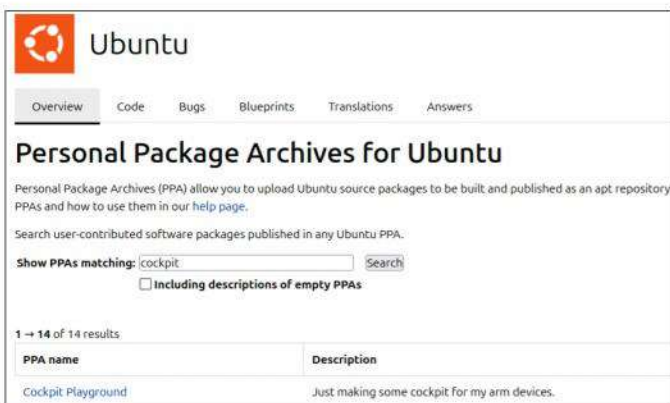 Ubuntu
Overview Code Bugs Blueprints Translations Answers
Personal Package Archives for Ubuntu
Personal Package Archives (PPA) allow you to upload Ubuntu source packages to be built and published as an apt repository
PPAs and how to use them in our help page.
Search user-contributed software packages published in any Ubuntu PPA.
Show PPAs matching: cockpit Search
Including descriptions of empty PPAs
1 → 14 of 14 results
PPA name Description
Cockpit Playground Just making some cockpit for my arm devices.